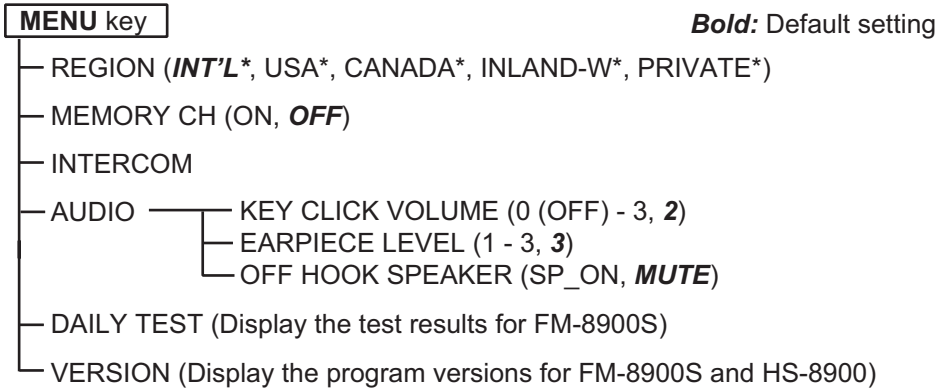 MENU key
Bold: Default setting
REGION (INT'L*, USA*, CANADA*, INLAND-W*, PRIVATE*)
MEMORY CH (ON, OFF)
INTERCOM
AUDIO
KEY CLICK VOLUME (0 (OFF) - 3, 2)
EARPIECE LEVEL (1 - 3, 3)
OFF HOOK SPEAKER (SP_ON, MUTE)
DAILY TEST (Display the test results for FM-8900S)
VERSION (Display the program versions for FM-8900S and HS-8900)